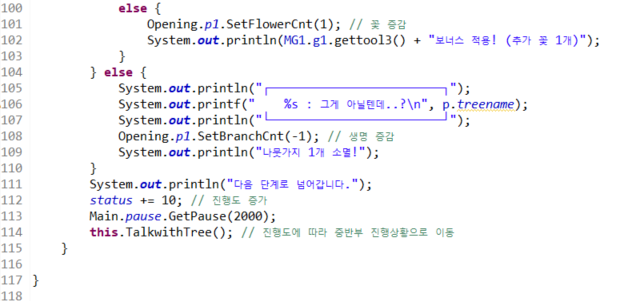 100 else {
101 Opening.p1.SetFlowerCnt(1); // 꽃 증감
102 System.out.println(MG1.g1.gettool3() + "보너스 적용! (추가 꽃 1개)");
103 }
104 } else {
105 System.out.println("┌──────────────────────┐");
106 System.out.printf("    %s : 그게 아닐텐데..?\n", p.treename);
107 System.out.println("└──────────────────────┘");
108 Opening.p1.SetBranchCnt(-1); // 생명 증감
109 System.out.println("나뭇가지 1개 소멸!");
110 }
111 System.out.println("다음 단계로 넘어갑니다.");
112 status += 10; // 진행도 증가
113 Main.pause.GetPause(2000);
114 this.TalkwithTree(); // 진행도에 따라 중반부 진행상황으로 이동
115 }
116
117 }
118